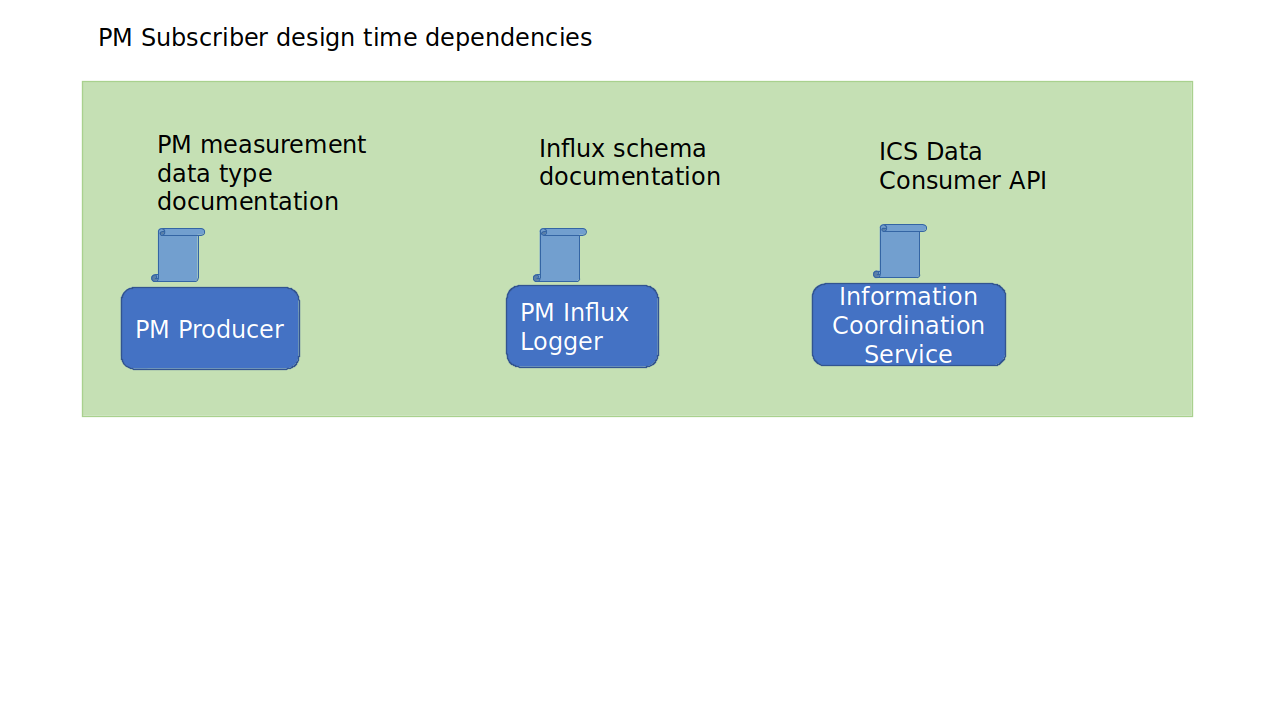 PM Subscriber design time dependencies
PM measurement
data type
documentation
Influx schema
documentation
ICS Data
Consumer API
PM Producer
PM Influx
Logger
Information
Coordination
Service